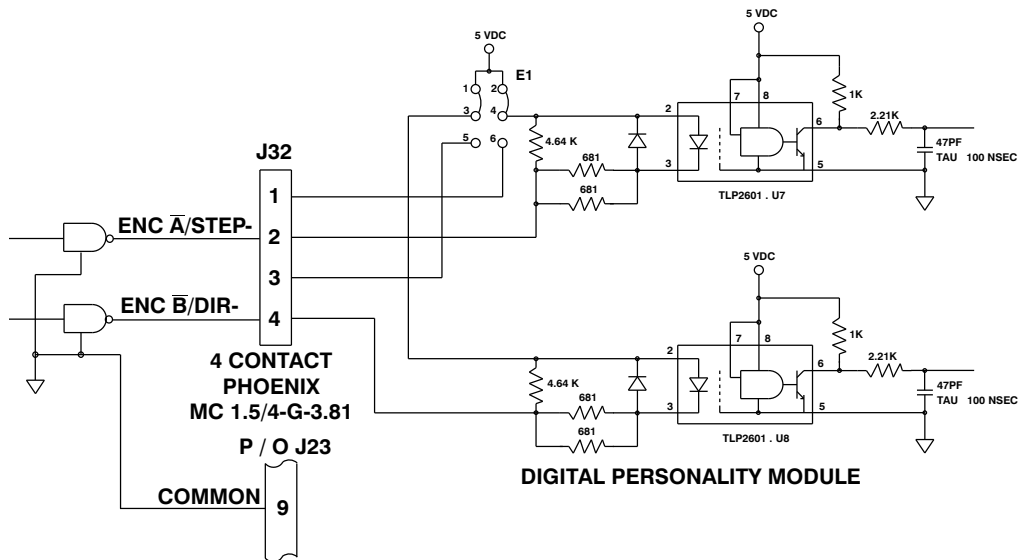 5 VDC
E1
1
2
3
4
5
6
4.64 K
681
681
5 VDC
7
8
2
3
6
5
1K
2.21K
47PF
TAU 100 NSEC
TLP2601 . U7
J32
1
2
3
4
ENC A̅/STEP-
ENC B̅/DIR-
4 CONTACT
PHOENIX
MC 1.5/4-G-3.81
P / O J23
COMMON
9
5 VDC
7
8
2
3
6
5
1K
2.21K
47PF
TAU 100 NSEC
4.64 K
681
681
TLP2601 . U8
DIGITAL PERSONALITY MODULE